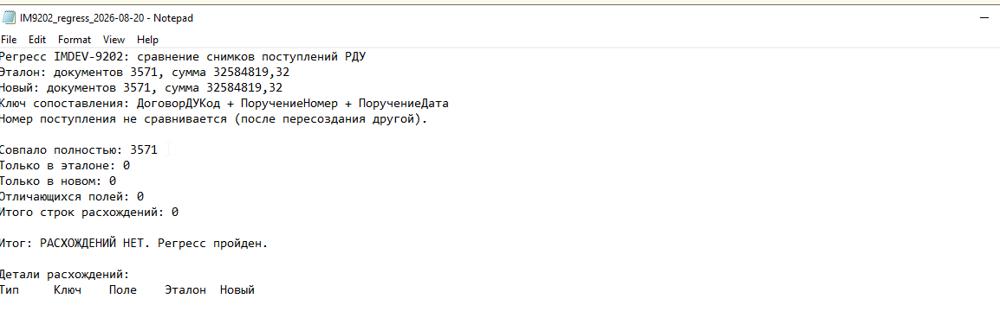 IM9202_regress_2026-08-20 - Notepad
File Edit Format View Help
Регресс IMDEV-9202: сравнение снимков поступлений РДУ
Эталон: документов 3571, сумма 32584819,32
Новый: документов 3571, сумма 32584819,32
Ключ сопоставления: ДоговорДУКод + ПоручениеНомер + ПоручениеДата
Номер поступления не сравнивается (после пересоздания другой).
Совпало полностью: 3571
Только в эталоне: 0
Только в новом: 0
Отличающихся полей: 0
Итого строк расхождений: 0
Итог: РАСХОЖДЕНИЙ НЕТ. Регресс пройден.
Детали расхождений:
Тип Ключ Поле Эталон Новый